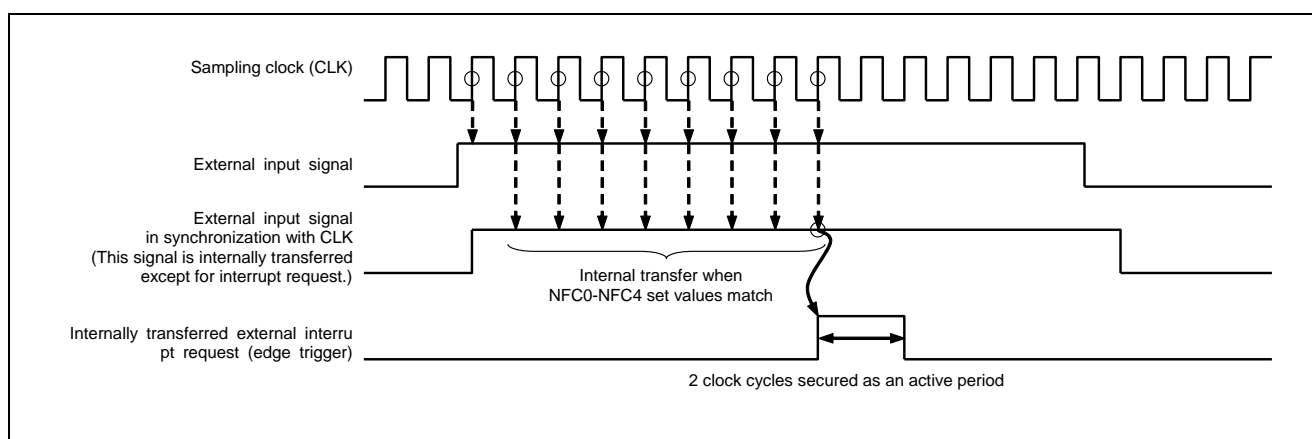 Sampling clock (CLK)
External input signal
External input signal
in synchronization with CLK
(This signal is internally transferred
except for interrupt request.)
Internal transfer when
NFC0-NFC4 set values match
Internally transferred external interru
pt request (edge trigger)
2 clock cycles secured as an active period